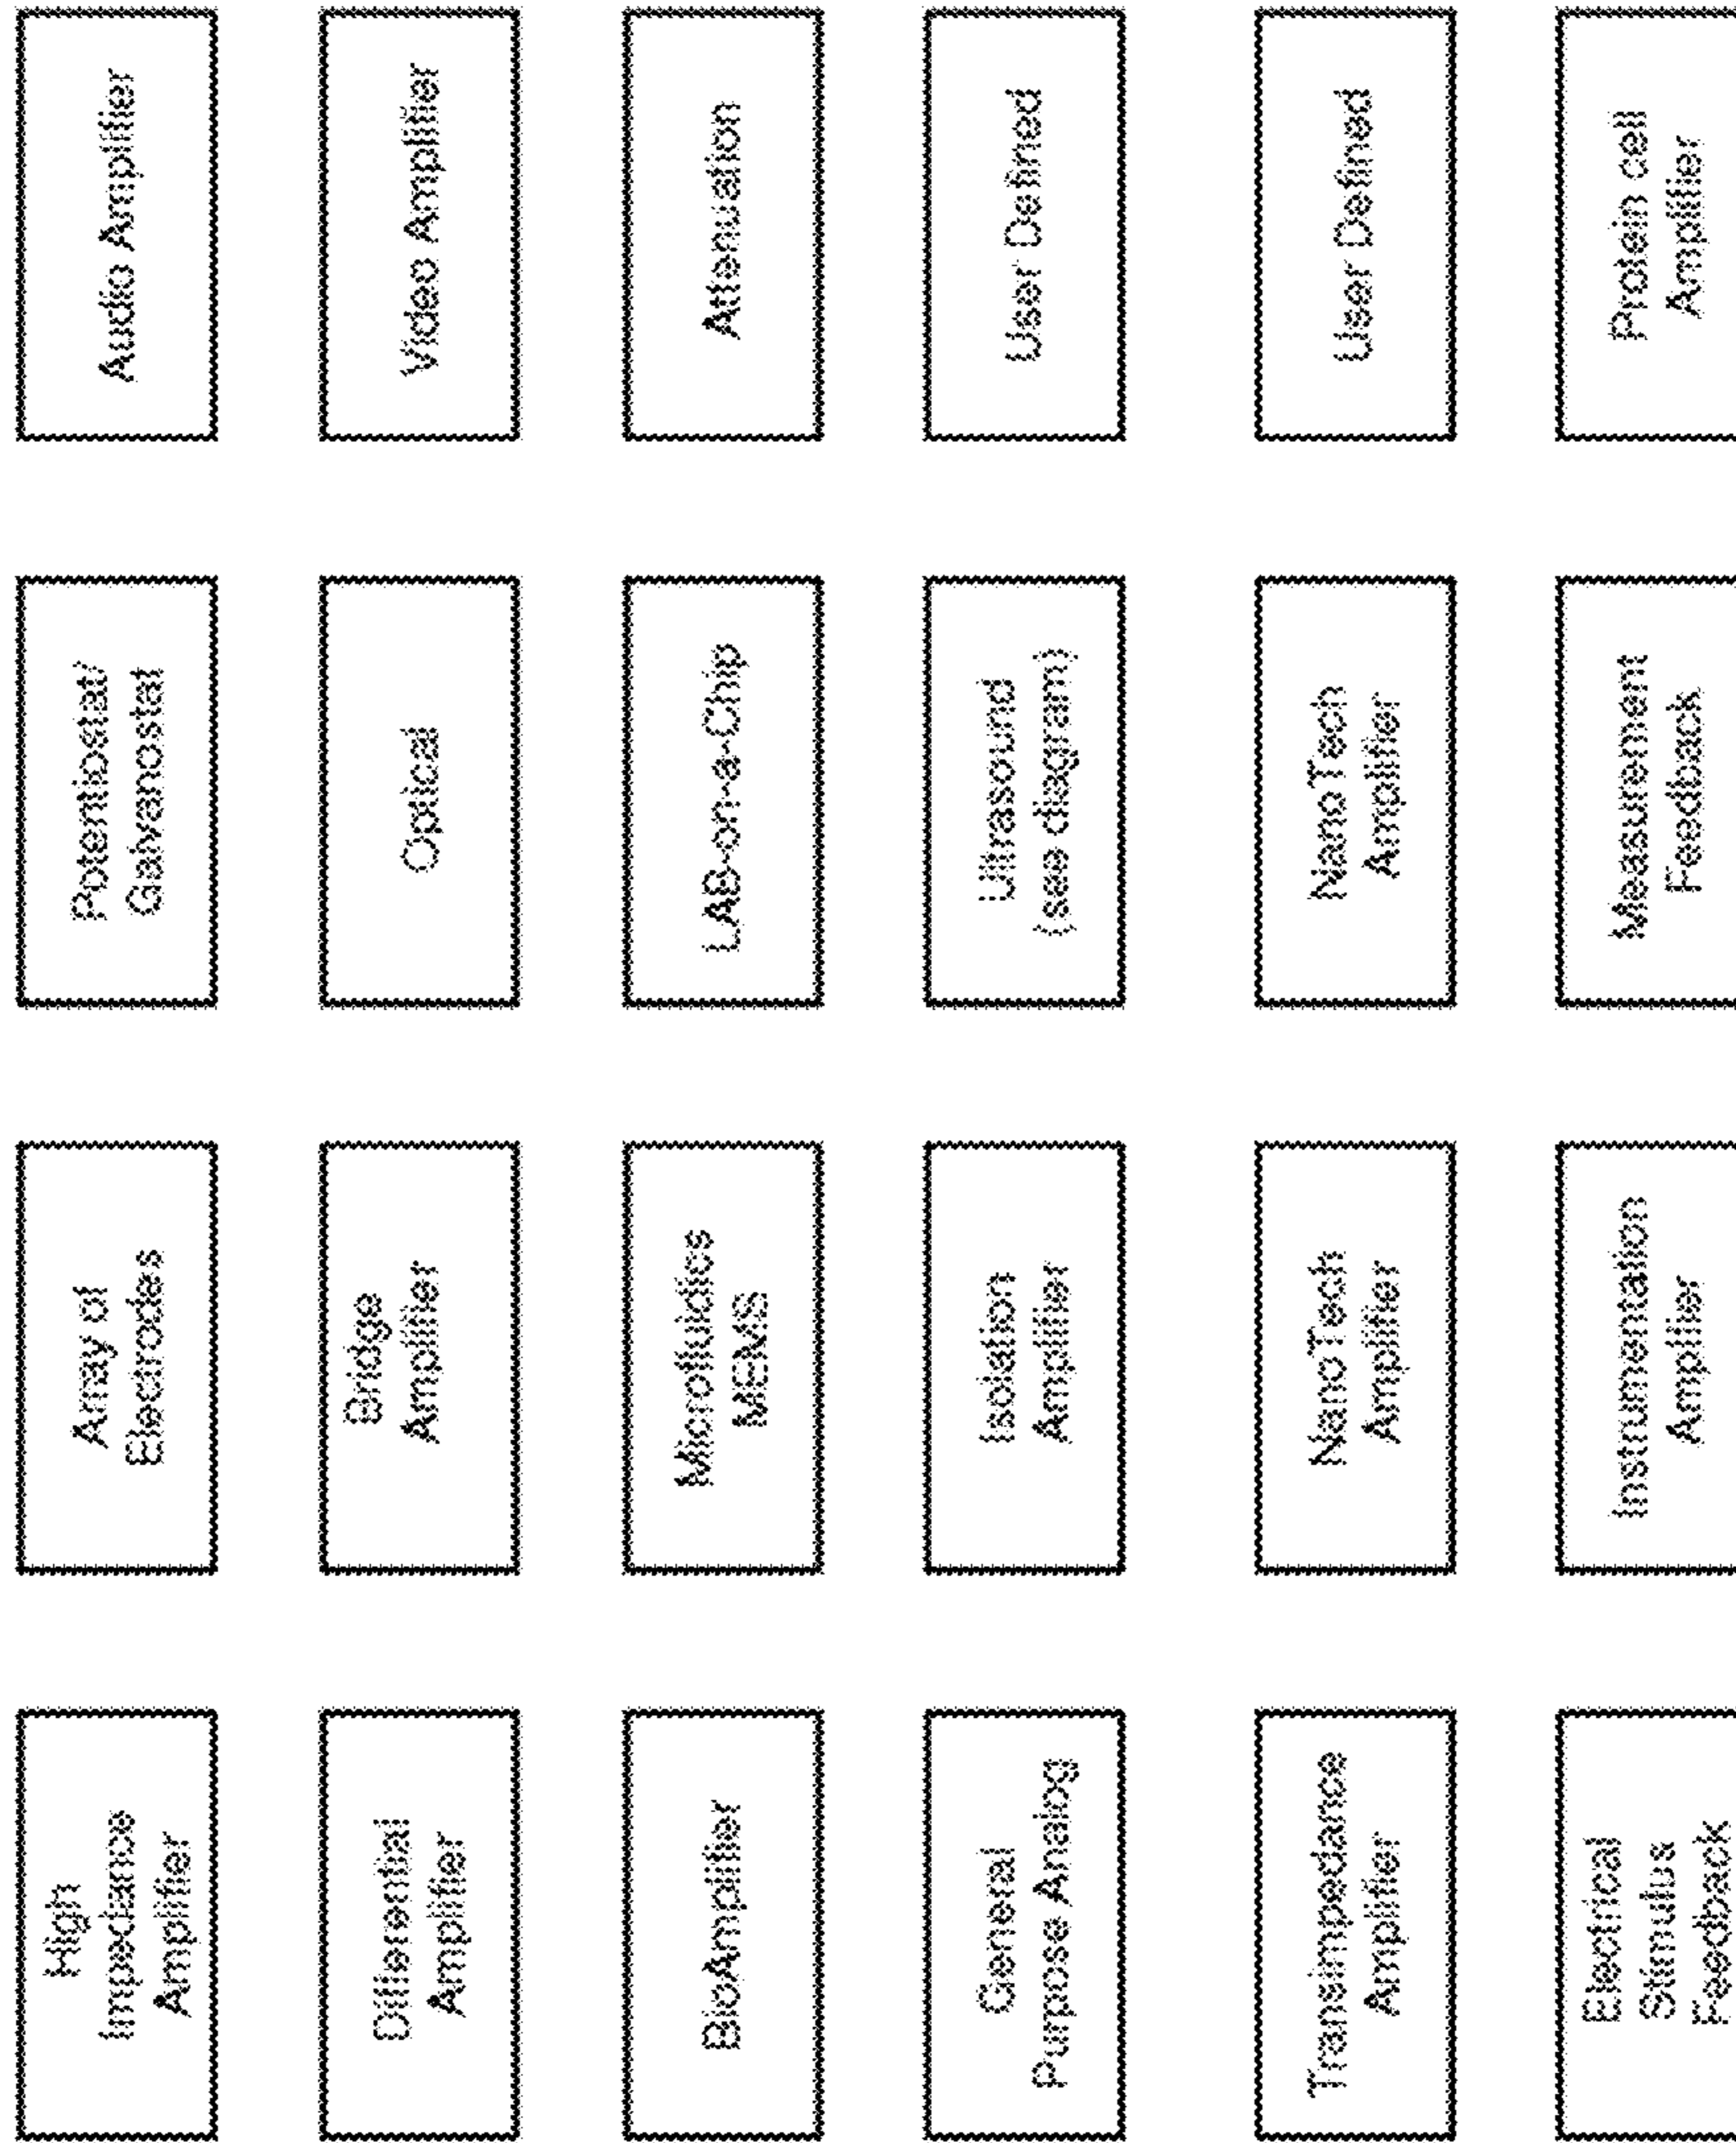 High
Impedance
Amplifier
Array of
Electrodes
Potentiostat/
Galvanostat
Audio Amplifier
Differential
Amplifier
Bridge
Amplifier
Optical
Video Amplifier
BioAmplifier
Microfluidics
MEMS
LAB-on-a-Chip
Attenuation
General
Purpose Analog
Isolation
Amplifier
Ultrasound
(see diagram)
User Defined
Transimpedance
Amplifier
NanoTech
Amplifier
NanoTech
Amplifier
User Defined
Electrical
Stimulus
Feedback
Instrumentation
Amplifier
Measurement
Feedback
Protein cell
Amplifier